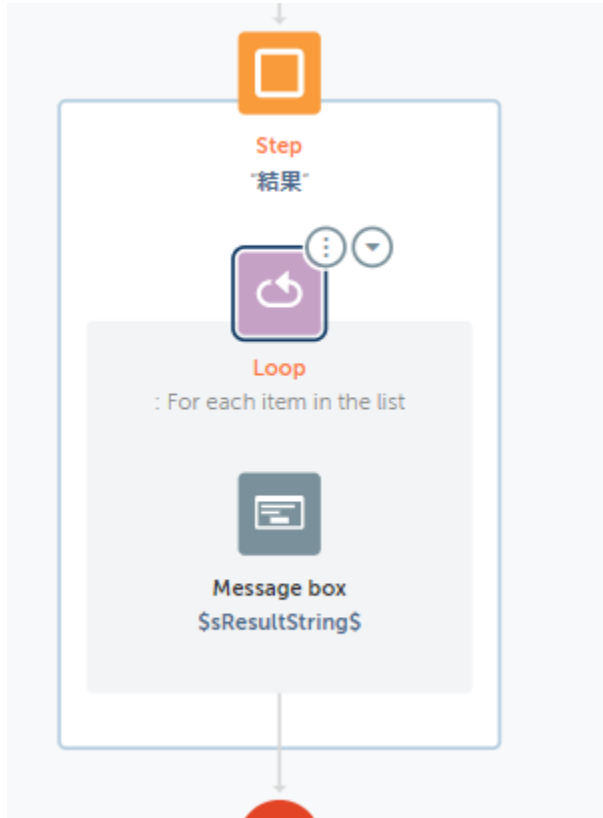 Step
"結果"
Loop
: For each item in the list
Message box
$sResultString$